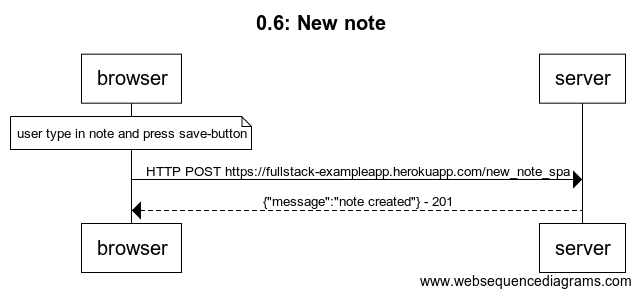 0.6: New note
browser
server
user type in note and press save-button
HTTP POST https://fullstack-exampleapp.herokuapp.com/new_note_spa
{"message":"note created"} - 201
browser
server
www.websequencediagrams.com